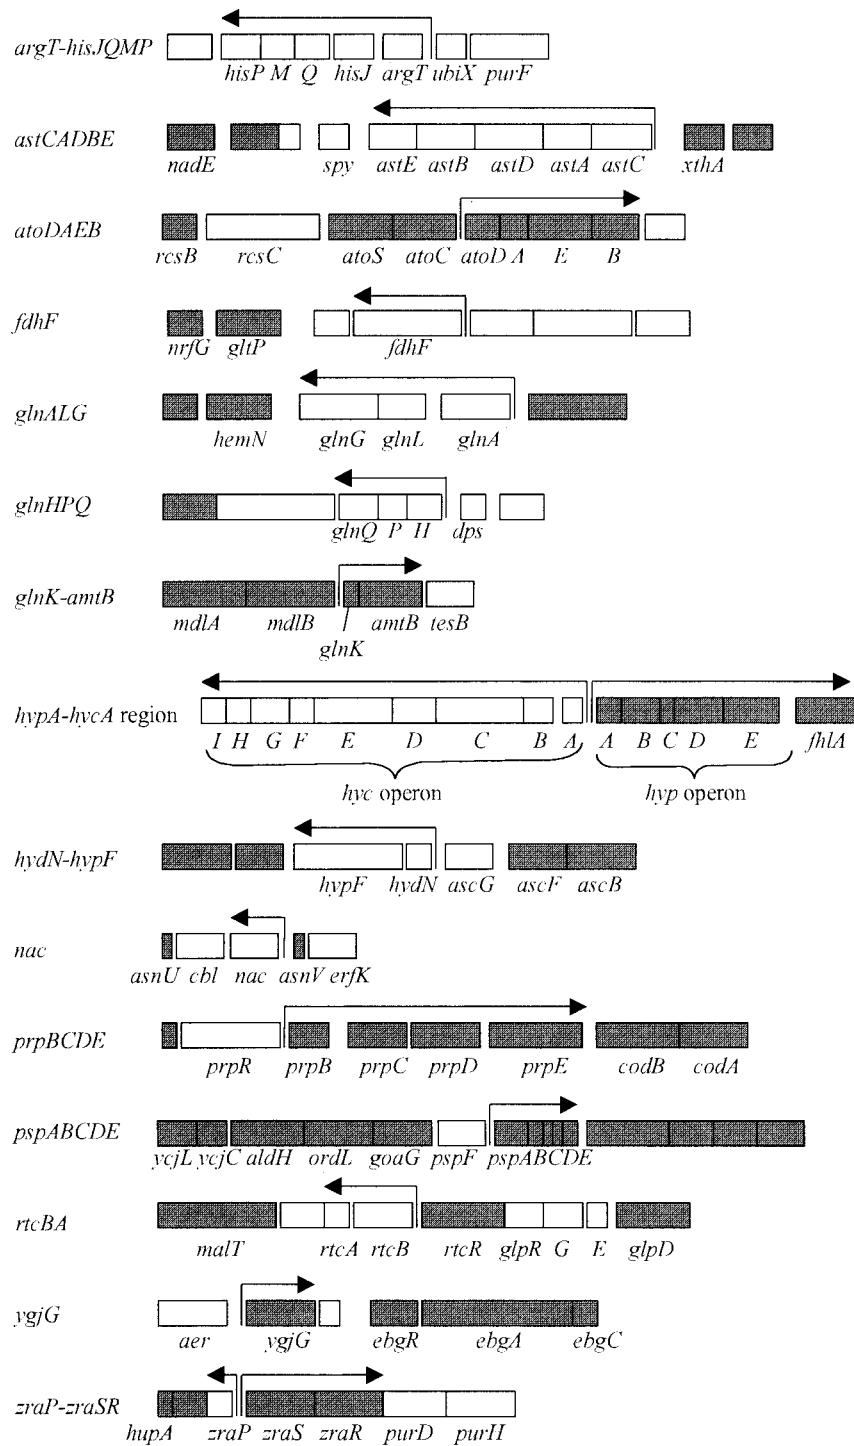 argT-hisJQMP
hisP M Q hisJ argT ubiX purF
astCADBE
nadE spy astE astB astD astA astC xthA
atoDAEB
rcsB rcsC atoS atoC atoD A E B
fdhF
nrfG gltP fdhF
glnALG
hemN glnG glnL glnA
glnHPQ
glnQ P H dps
glnK-amtB
mdlA mdlB amtB tesB
glnK
hypA-hycA region
I H G F E D C B A A B C D E fhlA
hyc operon hyp operon
hydN-hypF
hypF hydN ascG ascF ascB
nac
asnU cbl nac asnV erfK
prpBCDE
prpR prpB prpC prpD prpE codB codA
pspABCDE
ycjL ycjC aldH ordL goaG pspF pspABCDE
rtcBA
malT rtcA rtcB rtcR glpR G E glpD
ygjG
aer ygjG ebgR ebgA ebgC
zraP-zraSR
hupA zraP zraS zraR purD purH